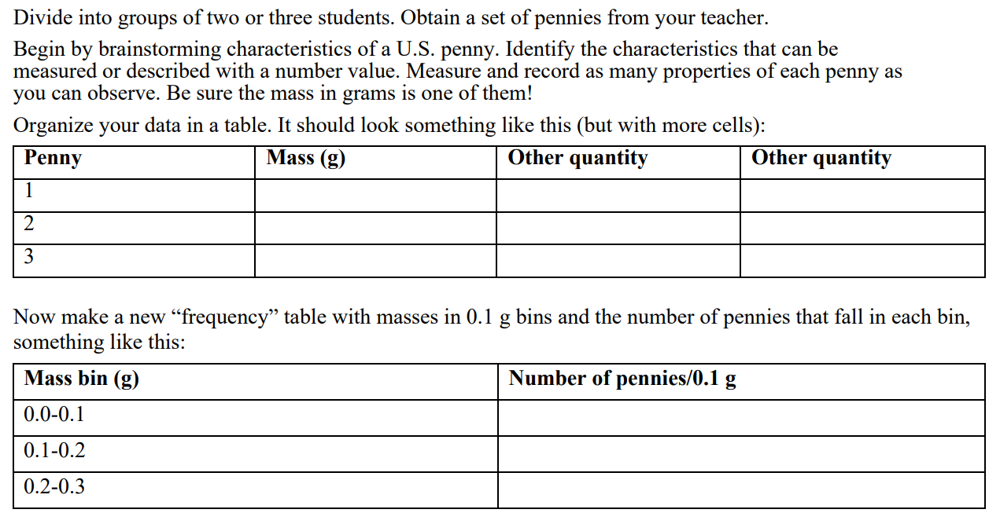 Divide into groups of two or three students. Obtain a set of pennies from your teacher.
Begin by brainstorming characteristics of a U.S. penny. Identify the characteristics that can be
measured or described with a number value. Measure and record as many properties of each penny as
you can observe. Be sure the mass in grams is one of them!
Organize your data in a table. It should look something like this (but with more cells):
Penny Mass (g) Other quantity Other quantity
1
2
3
Now make a new “frequency” table with masses in 0.1 g bins and the number of pennies that fall in each bin,
something like this:
Mass bin (g) Number of pennies/0.1 g
0.0-0.1
0.1-0.2
0.2-0.3